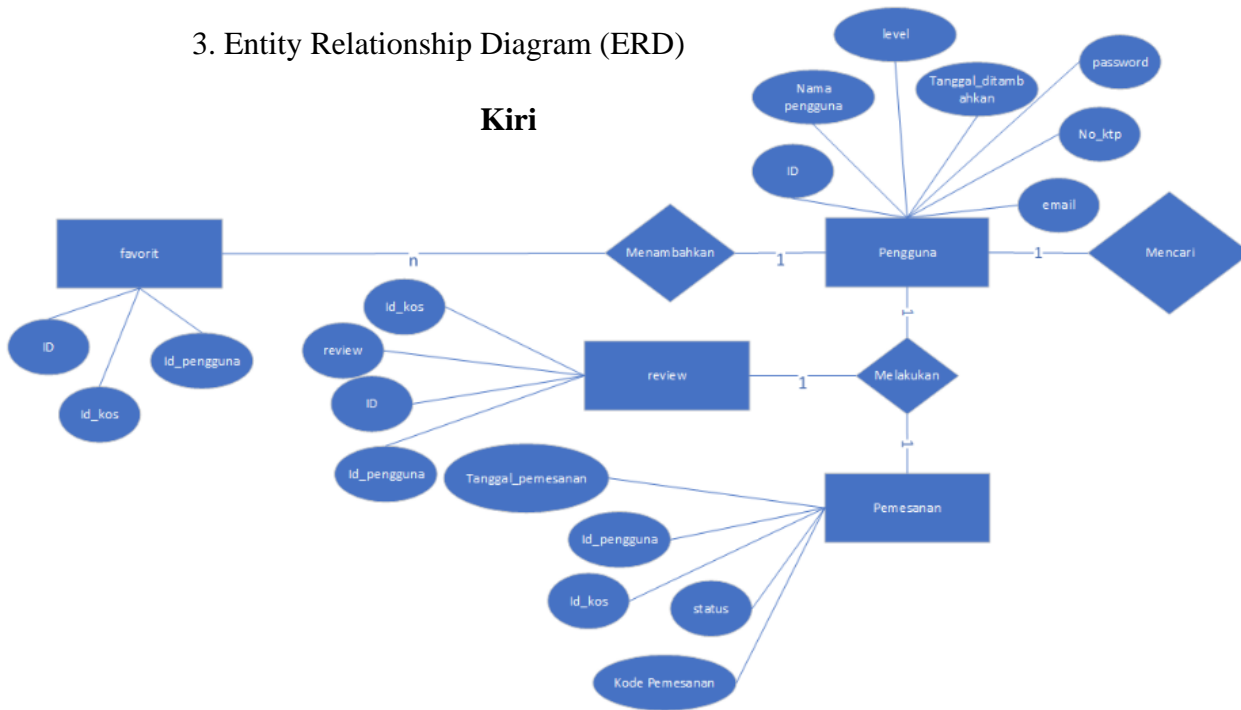 3. Entity Relationship Diagram (ERD)
Kiri
level
password
Nama
pengguna
Tanggal_ditamb
ahkan
No_ktp
ID
email
favorit
n
Menambahkan
1
Pengguna
1
Mencari
1
Id_kos
review
ID
Id_pengguna
ID
Id_kos
Id_pengguna
review
1
Melakukan
1
Tanggal_pemesanan
Pemesanan
Id_pengguna
Id_kos
status
Kode Pemesanan